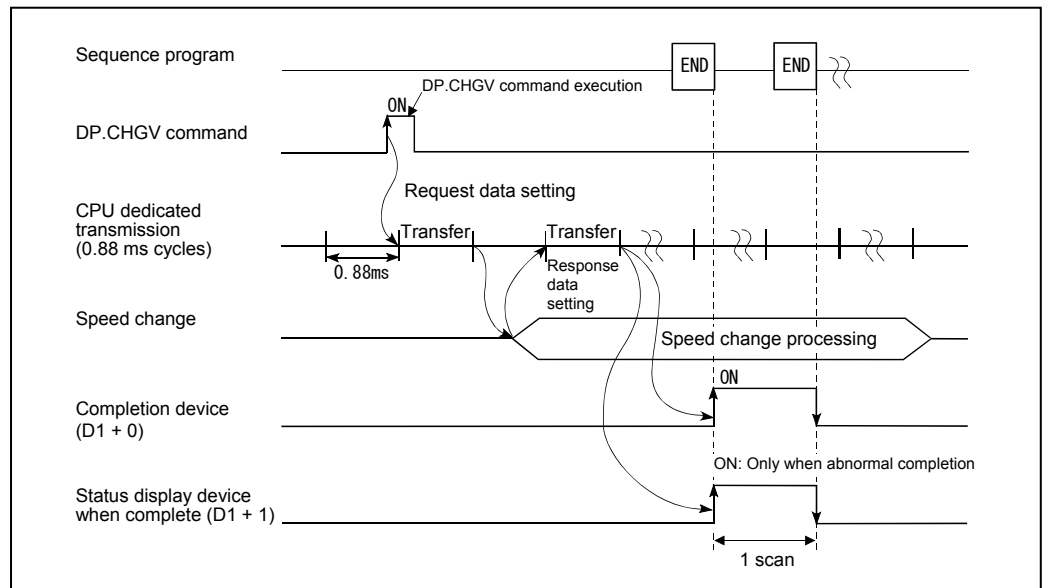 Sequence program
END
END
DP.CHGV command execution
ON
DP.CHGV command
Request data setting
CPU dedicated
transmission
(0.88 ms cycles)
Transfer
Transfer
0.88ms
Response
data
setting
Speed change
Speed change processing
ON
Completion device
(D1 + 0)
ON: Only when abnormal completion
Status display device
when complete (D1 + 1)
1 scan